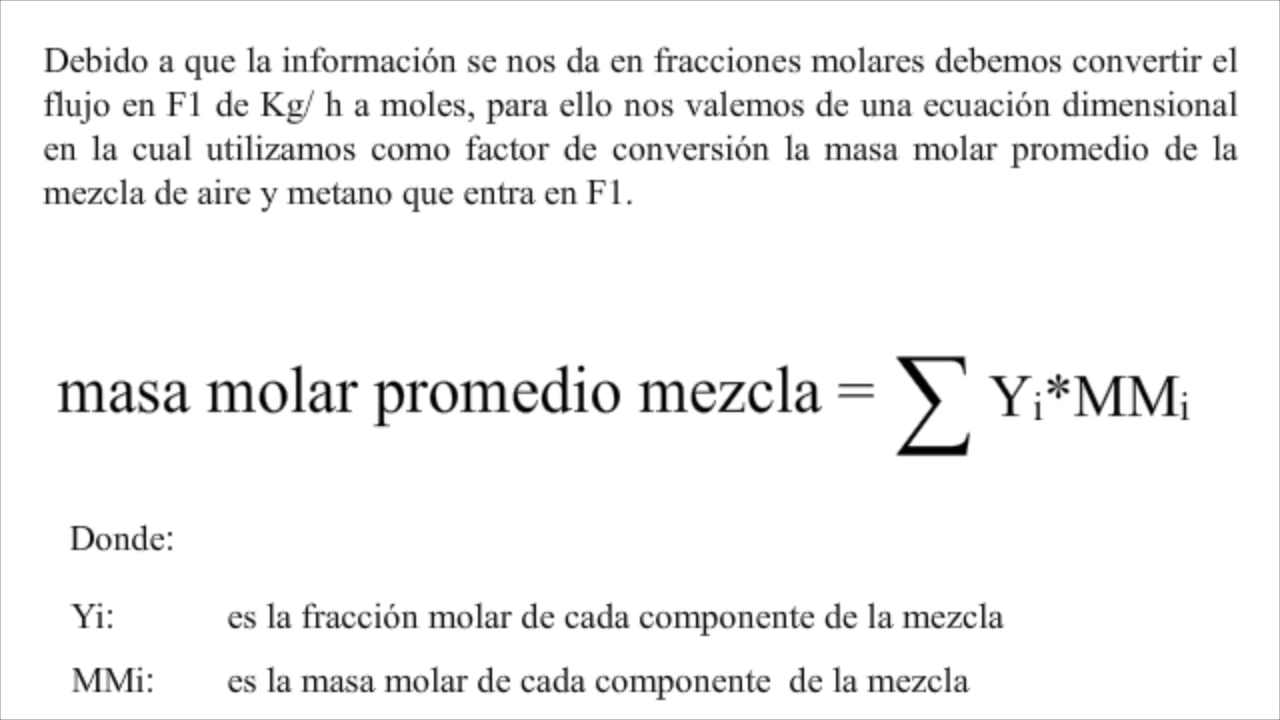 Debido a que la información se nos da en fracciones molares debemos convertir el
flujo en F1 de Kg/ h a moles, para ello nos valemos de una ecuación dimensional
en la cual utilizamos como factor de conversión la masa molar promedio de la
mezcla de aire y metano que entra en F1.
masa molar promedio mezcla = ∑ Yᵢ*MMᵢ
Donde:
Yi: es la fracción molar de cada componente de la mezcla
MMi: es la masa molar de cada componente de la mezcla